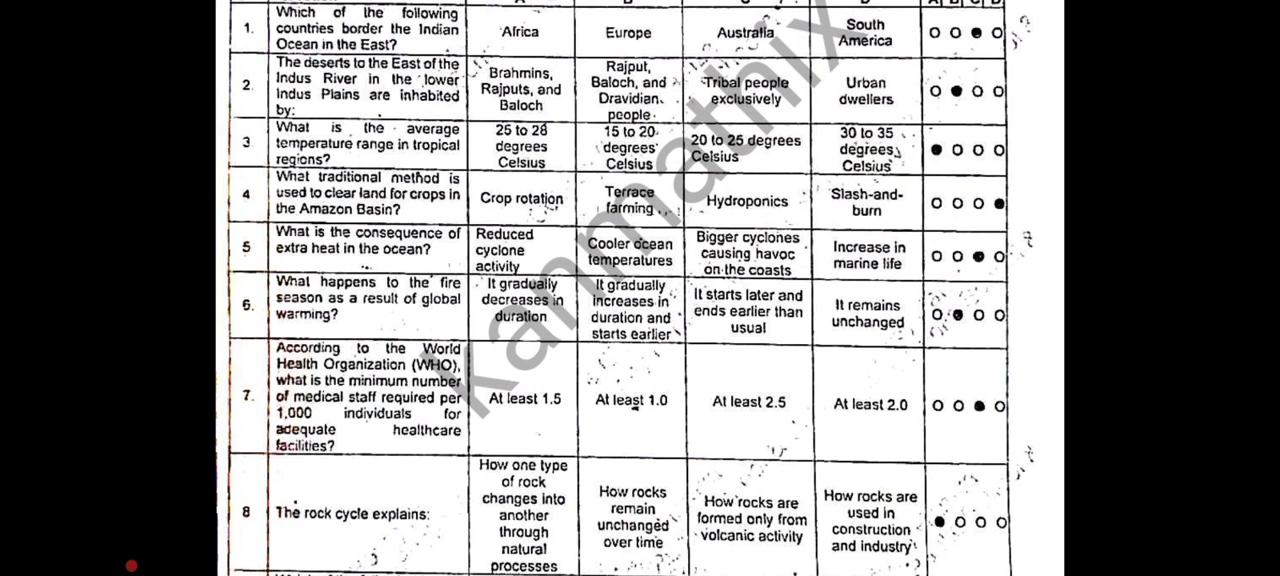 A B C D A B C D
1. Which of the following countries border the Indian Ocean in the East? Africa Europe Australia South America
2. The deserts to the East of the Indus River in the lower Indus Plains are inhabited by: Brahmins, Rajputs, and Baloch Rajput, Baloch, and Dravidian people Tribal people exclusively Urban dwellers
3. What is the average temperature range in tropical regions? 25 to 28 degrees Celsius 15 to 20 degrees Celsius 20 to 25 degrees Celsius 30 to 35 degrees Celsius
4 What traditional method is used to clear land for crops in the Amazon Basin? Crop rotation Terrace farming Hydroponics Slash-and-burn
5 What is the consequence of extra heat in the ocean? Reduced cyclone activity Cooler ocean temperatures Bigger cyclones causing havoc on the coasts Increase in marine life
6. What happens to the fire season as a result of global warming? It gradually decreases in duration It gradually increases in duration and starts earlier It starts later and ends earlier than usual It remains unchanged
7. According to the World Health Organization (WHO), what is the minimum number of medical staff required per 1,000 individuals for adequate healthcare facilities? At least 1.5 At least 1.0 At least 2.5 At least 2.0
8 The rock cycle explains: How one type of rock changes into another through natural processes How rocks remain unchanged over time How rocks are formed only from volcanic activity How rocks are used in construction and industry
kanmathix